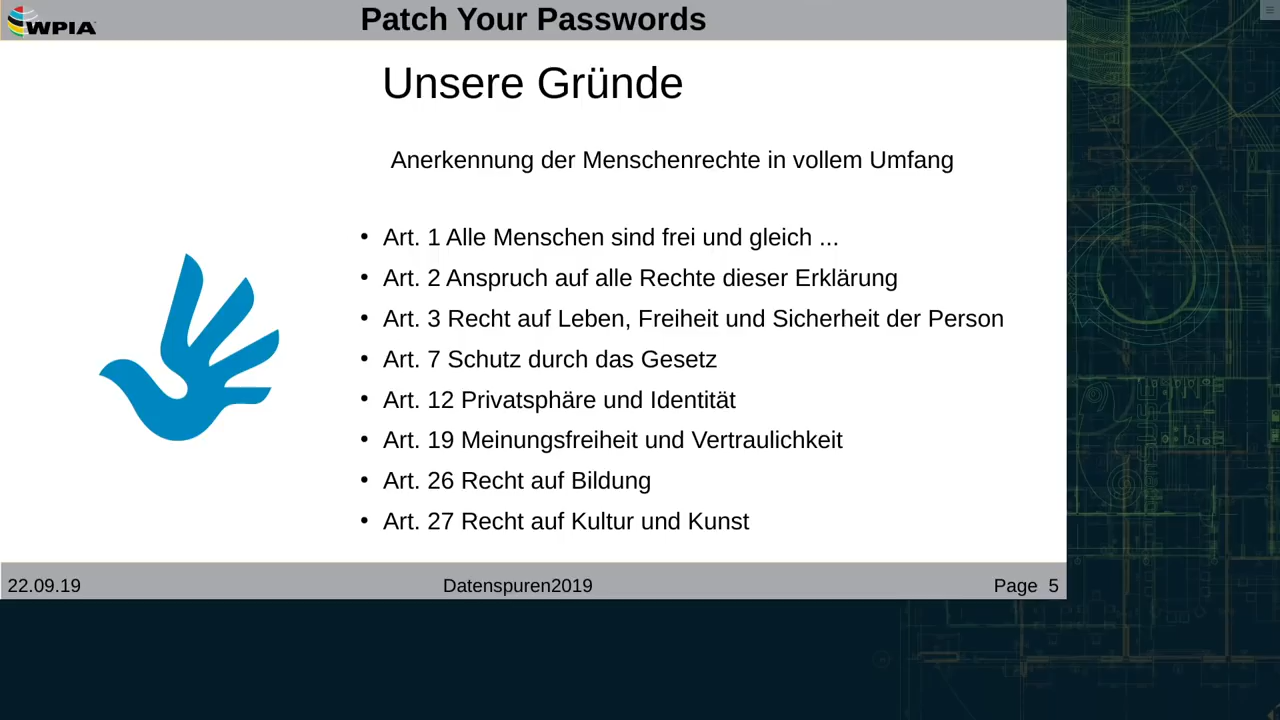 WPIA
Patch Your Passwords
Unsere Gründe
Anerkennung der Menschenrechte in vollem Umfang
• Art. 1 Alle Menschen sind frei und gleich ...
• Art. 2 Anspruch auf alle Rechte dieser Erklärung
• Art. 3 Recht auf Leben, Freiheit und Sicherheit der Person
• Art. 7 Schutz durch das Gesetz
• Art. 12 Privatsphäre und Identität
• Art. 19 Meinungsfreiheit und Vertraulichkeit
• Art. 26 Recht auf Bildung
• Art. 27 Recht auf Kultur und Kunst
22.09.19
Datenspuren2019
Page 5